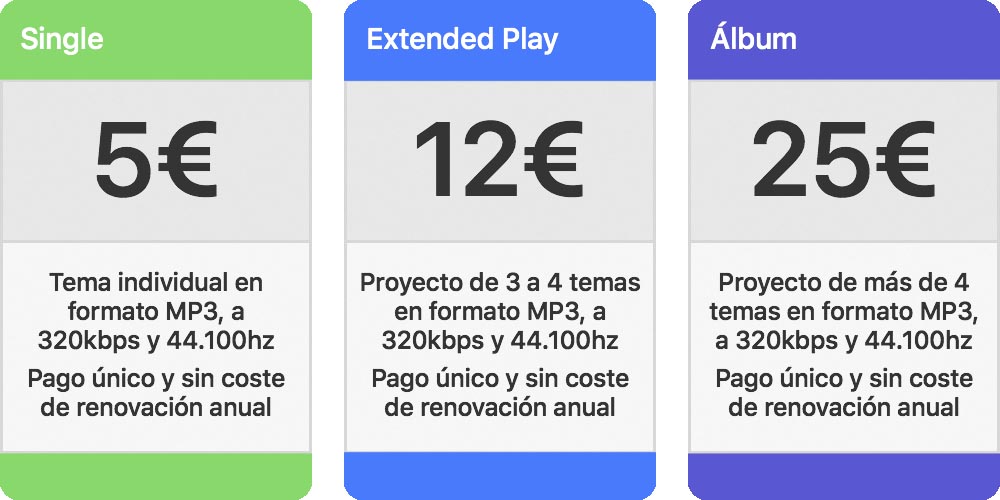 Single
5€
Tema individual en
formato MP3, a
320kbps y 44.100hz
Pago único y sin coste
de renovación anual
Extended Play
12€
Proyecto de 3 a 4 temas
en formato MP3, a
320kbps y 44.100hz
Pago único y sin coste
de renovación anual
Álbum
25€
Proyecto de más de 4
temas en formato MP3,
a 320kbps y 44.100hz
Pago único y sin coste
de renovación anual